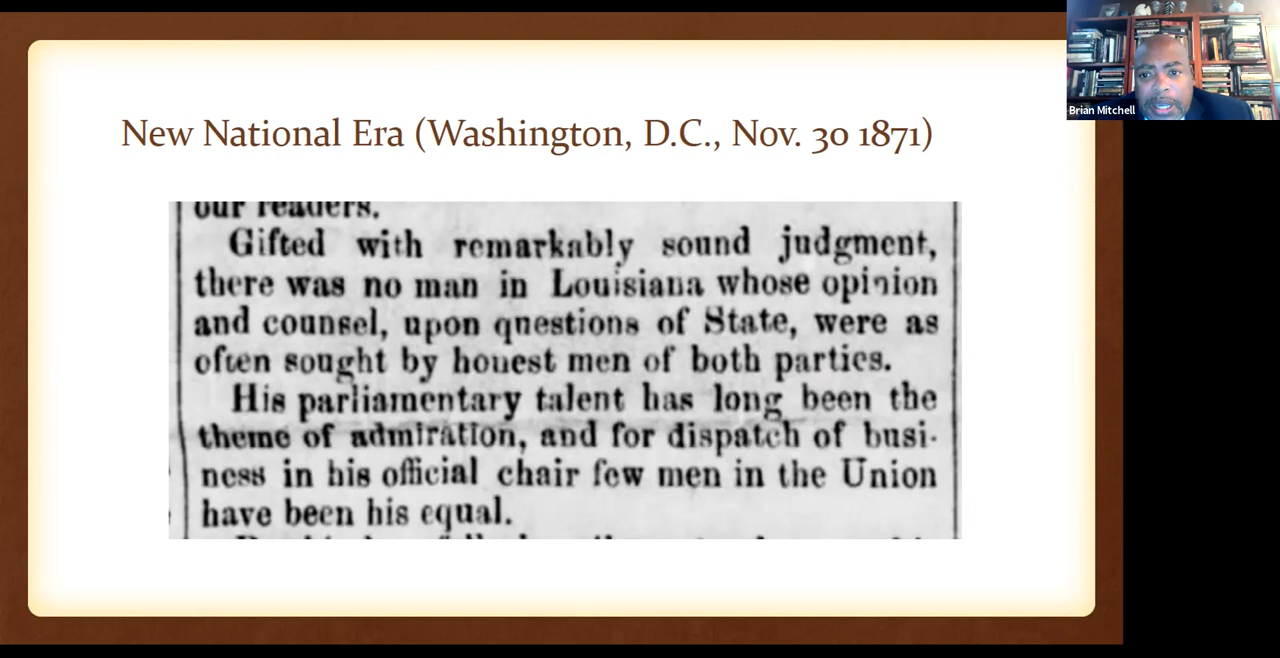 New National Era (Washington, D.C., Nov. 30 1871)
Brian Mitchell
our readers.
Gifted with remarkably sound judgment,
there was no man in Louisiana whose opinion
and counsel, upon qnestions of State, were as
often sought by houest men of both parties.
His parliamentary talent has long been the
theme of admiration, and for dispatch of busi-
ness in his official chair few men in the Union
have been his equal.